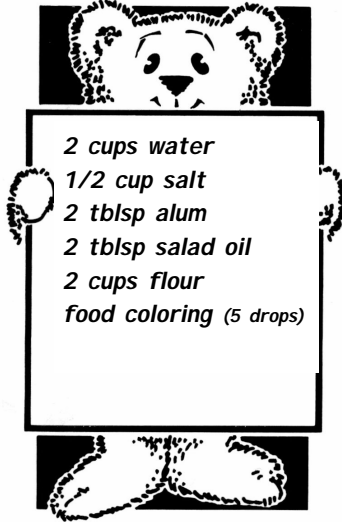 2 cups water
1/2 cup salt
2 tblsp alum
2 tblsp salad oil
2 cups flour
food coloring (5 drops)